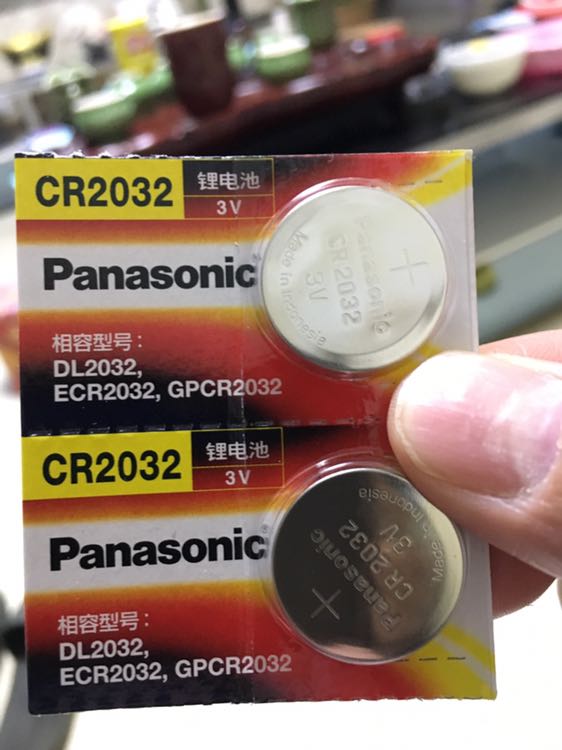 CR2032
锂电池
3V
Panasonic
相容型号：
DL2032,
ECR2032, GPCR2032
+
Panasonic
CR2032
3V
Made in Indonesia
CR2032
锂电池
3V
Panasonic
相容型号：
DL2032,
ECR2032, GPCR2032
+
Panasonic
CR2032
3V
Made in Indonesia